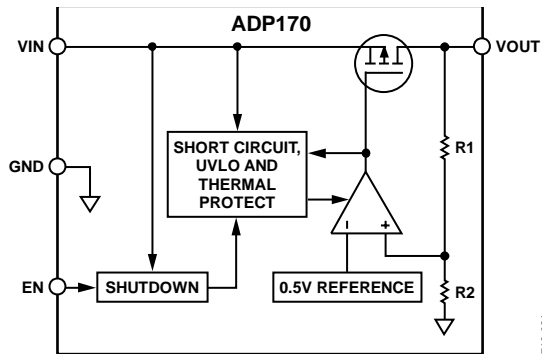 ADP170
VIN
VOUT
SHORT CIRCUIT,
UVLO AND
THERMAL
PROTECT
R1
GND
−
+
EN
SHUTDOWN
0.5V REFERENCE
R2